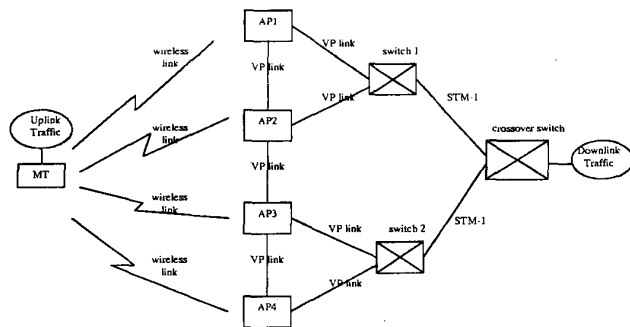 AP1
VP link
switch 1
wireless
link
VP link
VP link
STM-1
Uplink
Traffic
wireless
link
AP2
crossover switch
Downlink
Traffic
MT
VP link
wireless
link
AP3
STM-1
VP link
switch 2
wireless
link
VP link
VP link
AP4